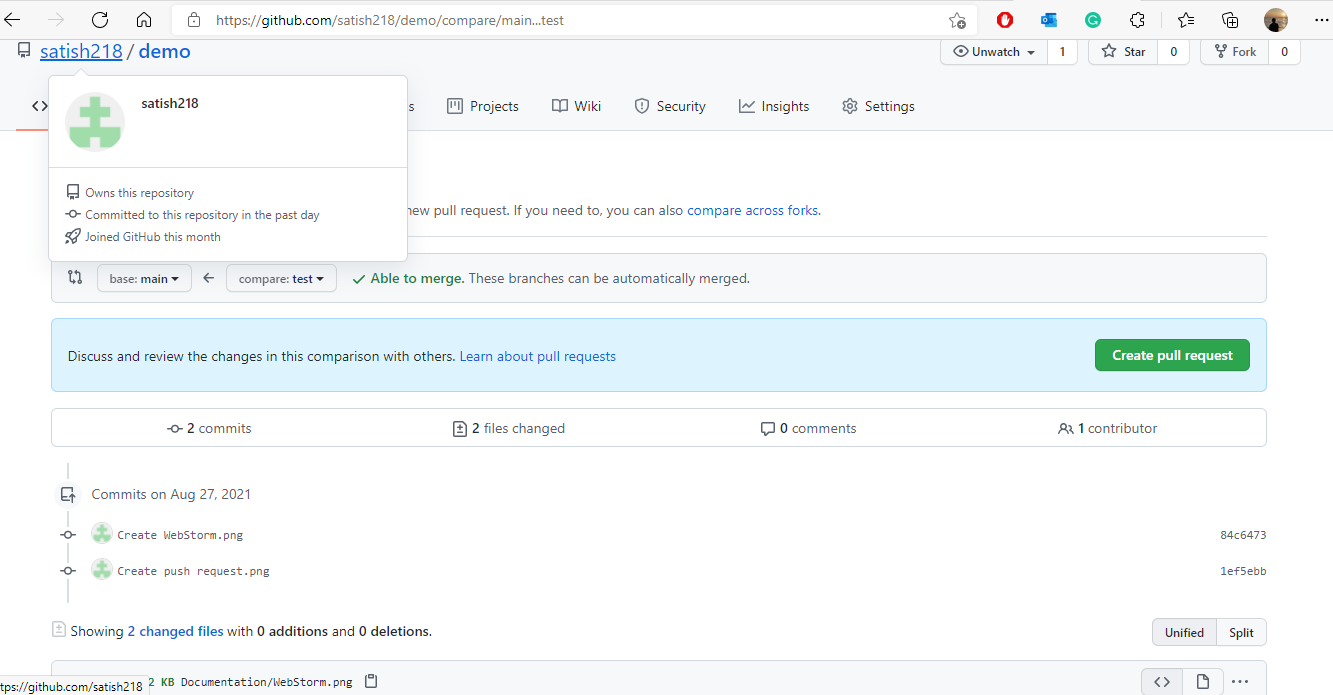 https://github.com/satish218/demo/compare/main...test
satish218 / demo
Unwatch 1 Star 0 Fork 0
Projects Wiki Security Insights Settings
satish218
Owns this repository
Committed to this repository in the past day
Joined GitHub this month
new pull request. If you need to, you can also compare across forks.
base: main compare: test Able to merge. These branches can be automatically merged.
Discuss and review the changes in this comparison with others. Learn about pull requests Create pull request
2 commits 2 files changed 0 comments 1 contributor
Commits on Aug 27, 2021
Create WebStorm.png 84c6473
Create push request.png 1ef5ebb
Showing 2 changed files with 0 additions and 0 deletions. Unified Split
2 KB Documentation/WebStorm.png
tps://github.com/satish218